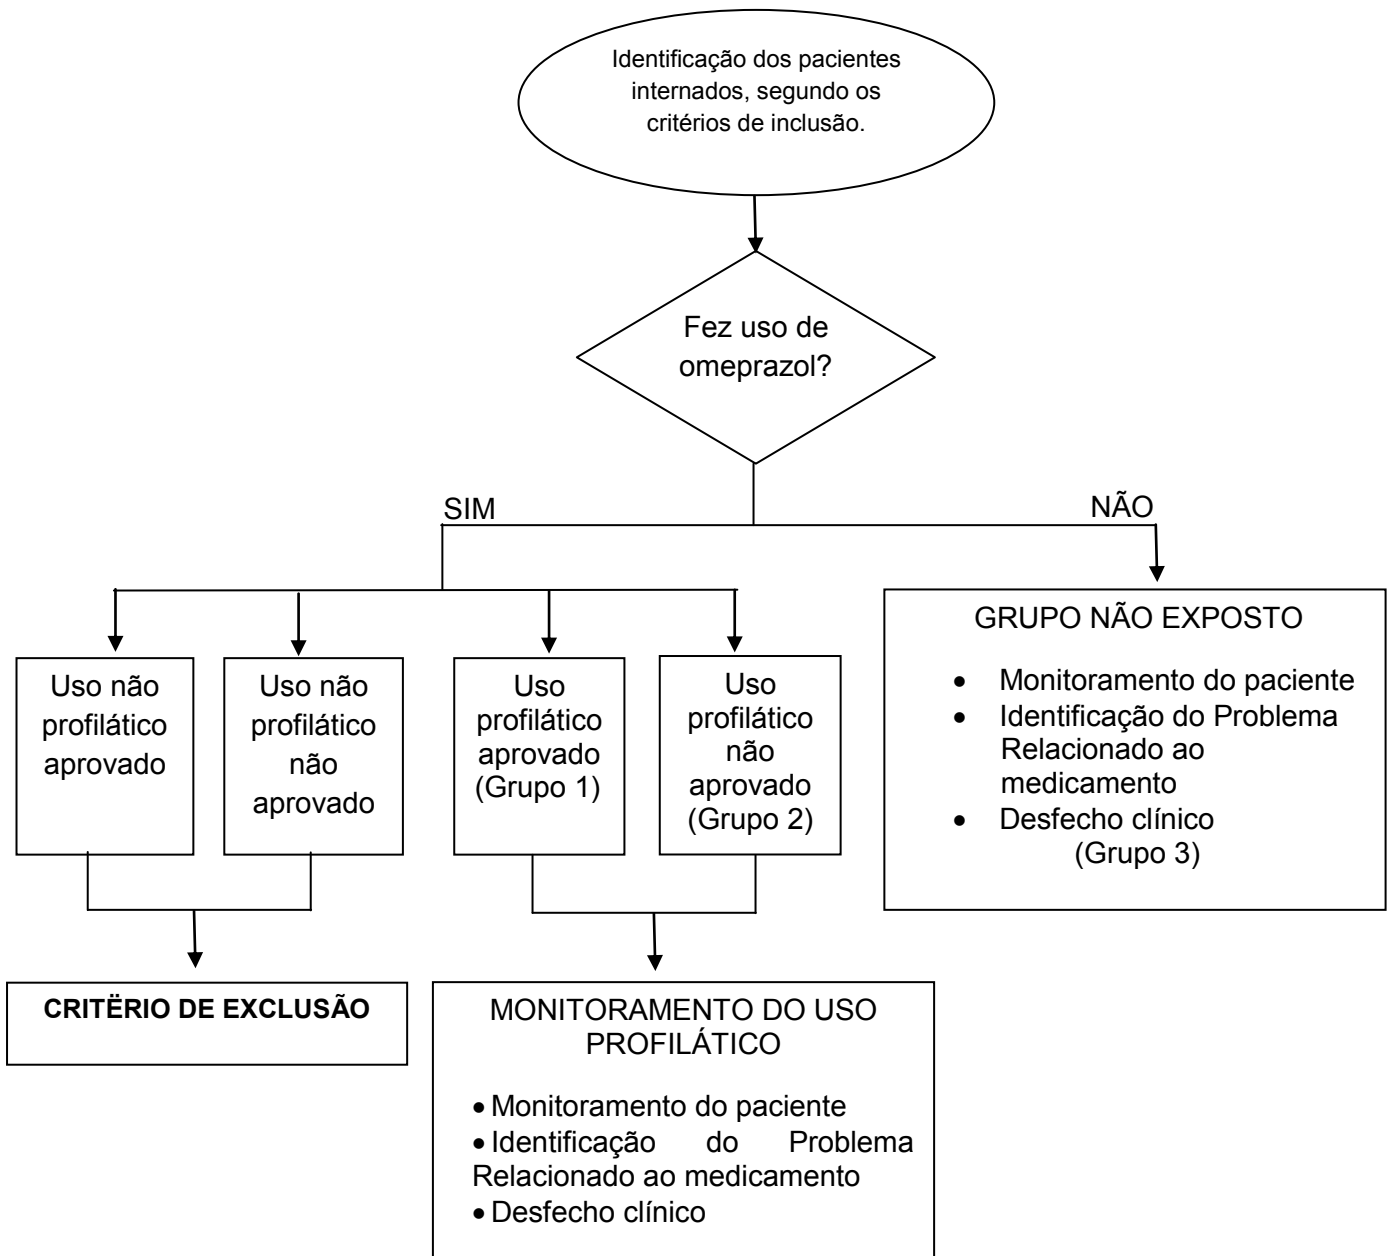 Identificação dos pacientes
internados, segundo os
critérios de inclusão.
Fez uso de
omeprazol?
SIM
NÃO
Uso não
profilático
aprovado
Uso não
profilático
não
aprovado
Uso
profilático
aprovado
(Grupo 1)
Uso
profilático
não
aprovado
(Grupo 2)
GRUPO NÃO EXPOSTO
• Monitoramento do paciente
• Identificação do Problema
Relacionado ao
medicamento
• Desfecho clínico
(Grupo 3)
CRITËRIO DE EXCLUSÃO
MONITORAMENTO DO USO
PROFILÁTICO
• Monitoramento do paciente
• Identificação do Problema
Relacionado ao medicamento
• Desfecho clínico